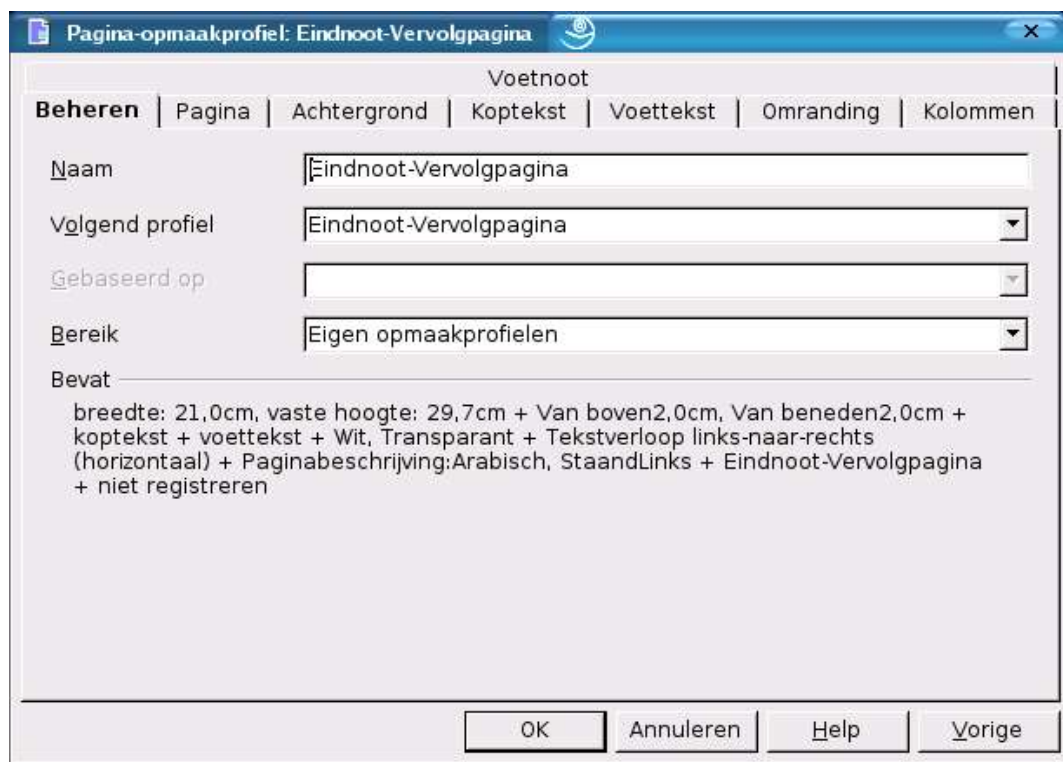 Pagina-opmaakprofiel: Eindnoot-Vervolgpagina
Voetnoot
Beheren Pagina Achtergrond Koptekst Voettekst Omranding Kolommen
Naam Eindnoot-Vervolgpagina
Volgend profiel Eindnoot-Vervolgpagina
Gebaseerd op
Bereik Eigen opmaakprofielen
Bevat
breedte: 21,0cm, vaste hoogte: 29,7cm + Van boven2,0cm, Van beneden2,0cm +
koptekst + voettekst + Wit, Transparant + Tekstverloop links-naar-rechts
(horizontaal) + Paginabeschrijving:Arabisch, StaandLinks + Eindnoot-Vervolgpagina
+ niet registreren
OK Annuleren Help Vorige